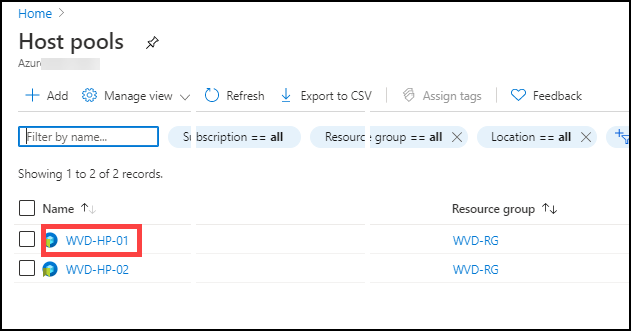 Home
Host pools
Azure
Add Manage view Refresh Export to CSV Assign tags Feedback
Filter by name... Subscription == all Resource group == all Location == all
Showing 1 to 2 of 2 records.
Name Resource group
WVD-HP-01 WVD-RG
WVD-HP-02 WVD-RG